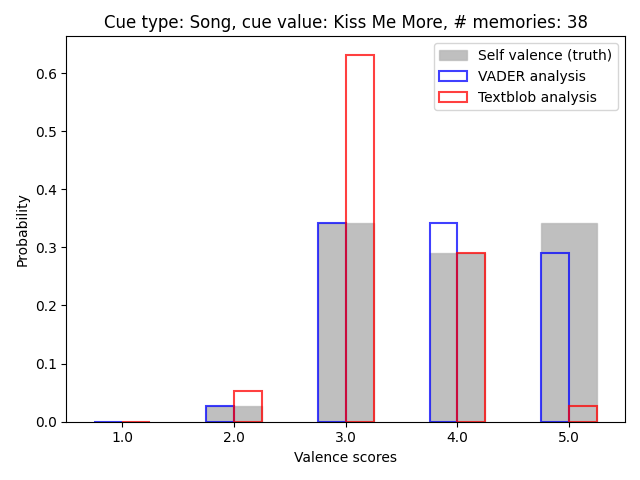 Cue type: Song, cue value: Kiss Me More, # memories: 38
Self valence (truth)
VADER analysis
Textblob analysis
Probability
0.6
0.5
0.4
0.3
0.2
0.1
0.0
1.0 2.0 3.0 4.0 5.0
Valence scores